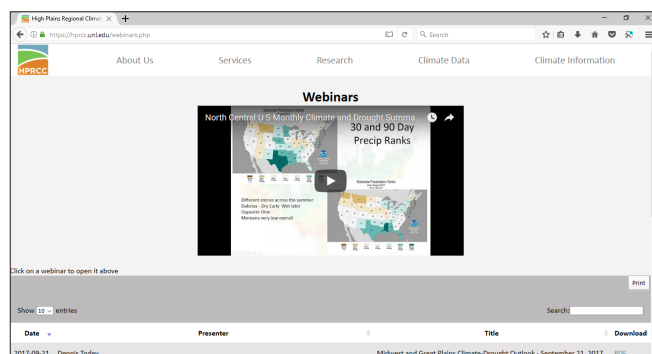 High Plains Regional Climat
https://hprcc.unl.edu/webinars.php
Search
HPRCC
About Us
Services
Research
Climate Data
Climate Information
Webinars
North Central U S Monthly Climate and Drought Summa...
30 and 90 Day
Precip Ranks
Different stories across the summer
Dakotas - Dry Early Wet later
Opposite Ohio
Montana very low overall
Click on a webinar to open it above
Print
Show 10 entries
Search:
Date
Presenter
Title
Download
2017-09-21 Dennis Todey Midwest and Great Plains Climate-Drought Outlook - September 21, 2017 PDF